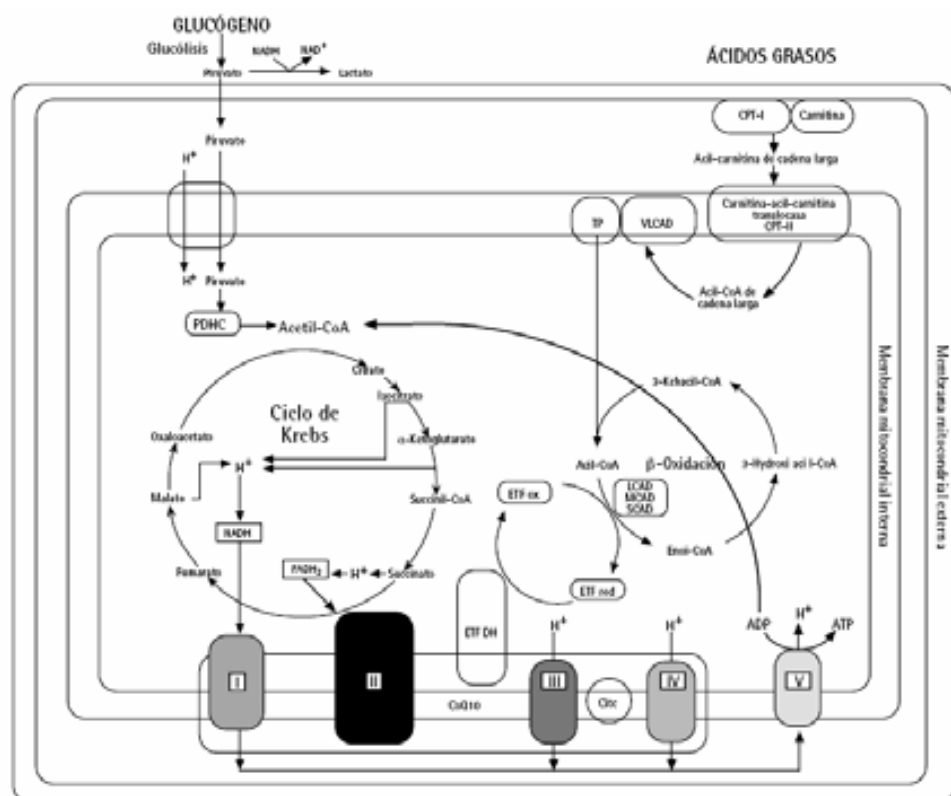 GLUCÓGENO
Glucólisis
NADH
NAD+
Piruvato
Lactato
ÁCIDOS GRASOS
CPT-I
Carnitina
Acil-carnitina de cadena larga
Piruvato
H+
TP
VLCAD
Carnitina-acil-carnitina
translocasa
CPT-II
H+
Piruvato
Acil-CoA de
cadena larga
PDHC
Acetil-CoA
Citrato
Isocitrato
3-Kehacil-CoA
Ciclo de
Krebs
Oxaloacetato
α-Ketoglutarato
H+
Acil-CoA
β-Oxidación
3-Hydroxi acil-CoA
LCAD
MCAD
SCAD
Malato
Succinil-CoA
ETF ox
NADH
Enoil-CoA
FADH2
H+
Succinato
Fumarato
ETF red
ETF DH
H+
H+
ADP
H+
ATP
I
II
III
IV
V
CoQ10
Citc
Membrana mitocondrial interna
Membrana mitocondrial externa